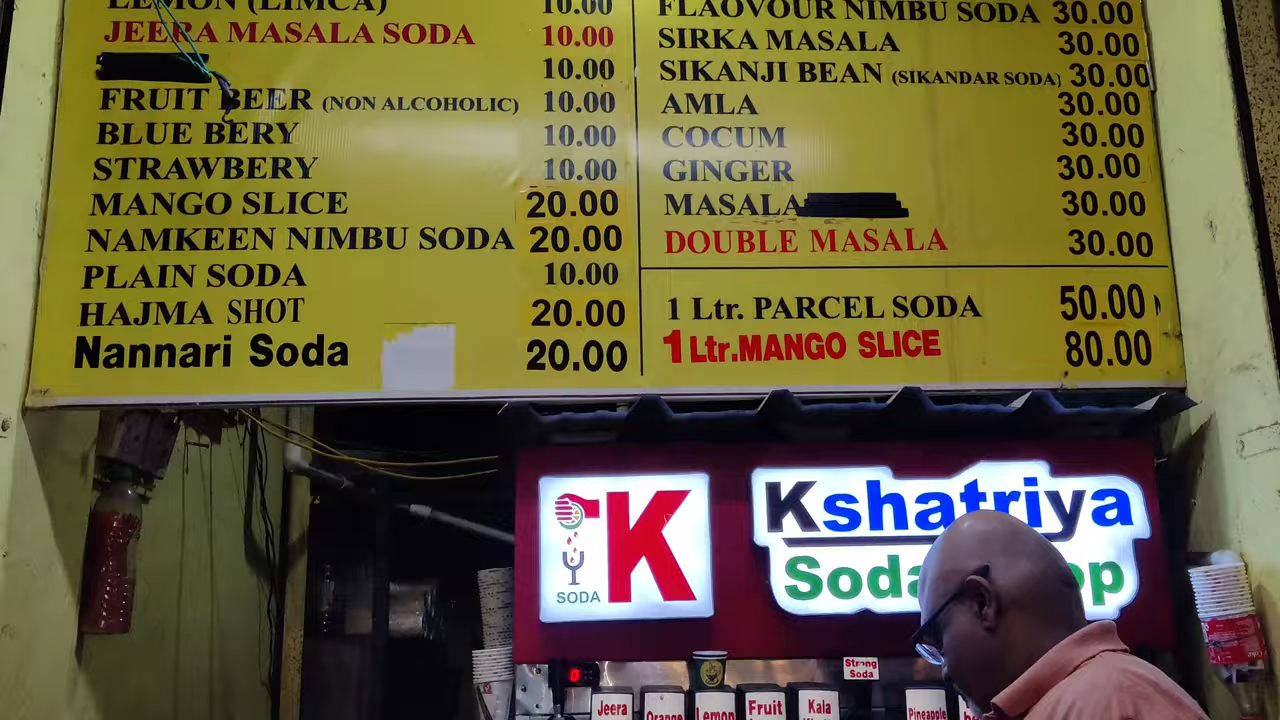 LEMON (LIMCA) 10.00
JEERA MASALA SODA 10.00
10.00
FRUIT BEER (NON ALCOHOLIC) 10.00
BLUE BERY 10.00
STRAWBERY 10.00
MANGO SLICE 20.00
NAMKEEN NIMBU SODA 20.00
PLAIN SODA 10.00
HAJMA SHOT 20.00
Nannari Soda 20.00
FLAOVOUR NIMBU SODA 30.00
SIRKA MASALA 30.00
SIKANJI BEAN (SIKANDAR SODA) 30.00
AMLA 30.00
COCUM 30.00
GINGER 30.00
MASALA 30.00
DOUBLE MASALA 30.00
1 Ltr. PARCEL SODA 50.00
1 Ltr. MANGO SLICE 80.00
K
SODA
Kshatriya
Soda
Strong
Soda
Jeera
Orange
Lemon
Fruit
Kala
Pineapple